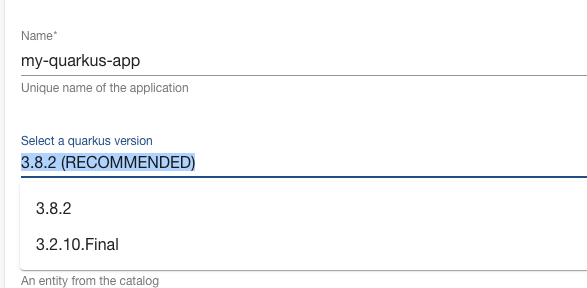 Name*
my-quarkus-app
Unique name of the application
Select a quarkus version
3.8.2 (RECOMMENDED)
3.8.2
3.2.10.Final
An entity from the catalog